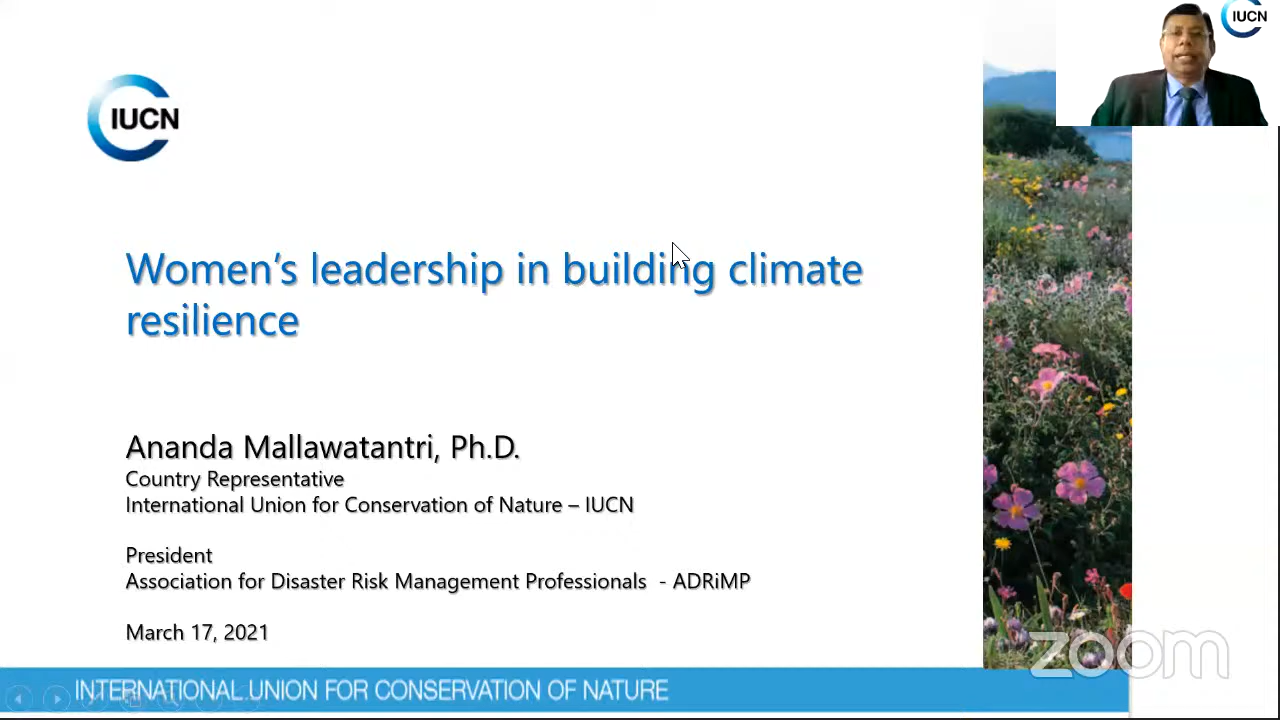 IUCN
IUCN
Women’s leadership in building climate
resilience
Ananda Mallawatantri, Ph.D.
Country Representative
International Union for Conservation of Nature – IUCN
President
Association for Disaster Risk Management Professionals - ADRiMP
March 17, 2021
zoom
INTERNATIONAL UNION FOR CONSERVATION OF NATURE